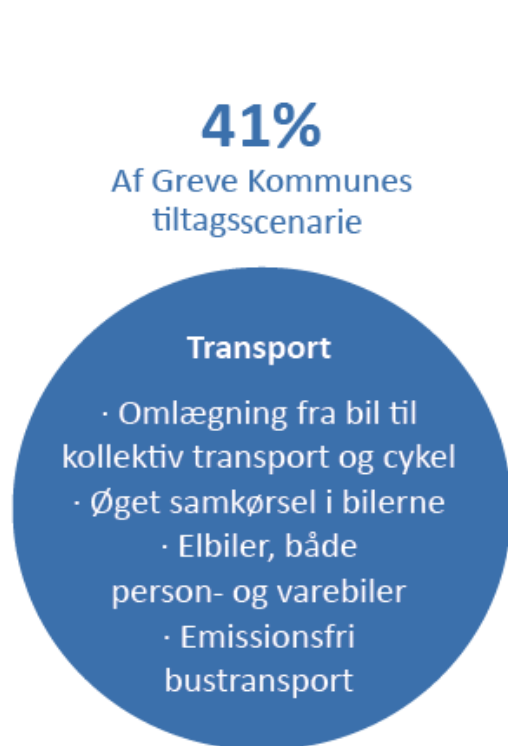 41%
Af Greve Kommunes
tiltagsscenarie
Transport
· Omlægning fra bil til
kollektiv transport og cykel
· Øget samkørsel i bilerne
· Elbiler, både
person- og varebiler
· Emissionsfri
bustransport